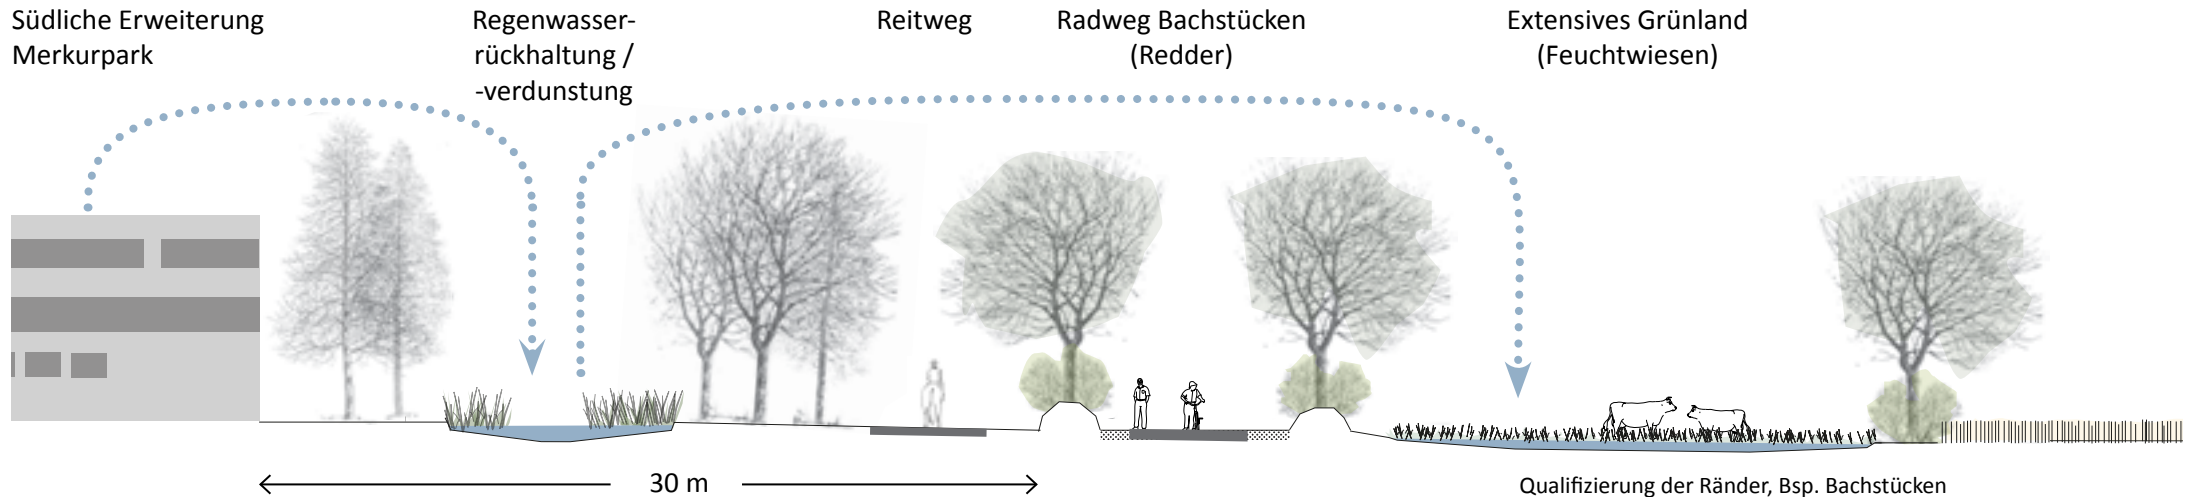 Südliche Erweiterung
Merkurpark
Regenwasser-
rückhaltung /
-verdunstung
Reitweg
Radweg Bachstücken
(Redder)
Extensives Grünland
(Feuchtwiesen)
30 m
Qualifizierung der Ränder, Bsp. Bachstücken